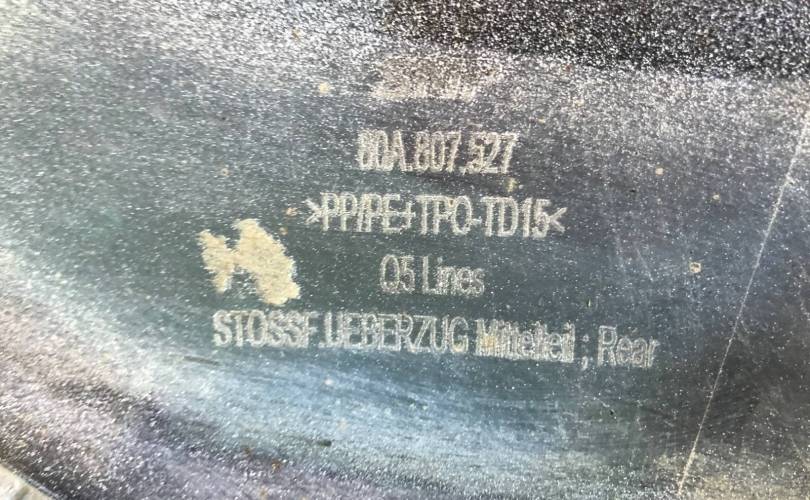 80A.807.527
>PP/PE+TPO-TD15<
Q5 Lines
STOSSF.UEBERZUG Mittelteil ; Rear